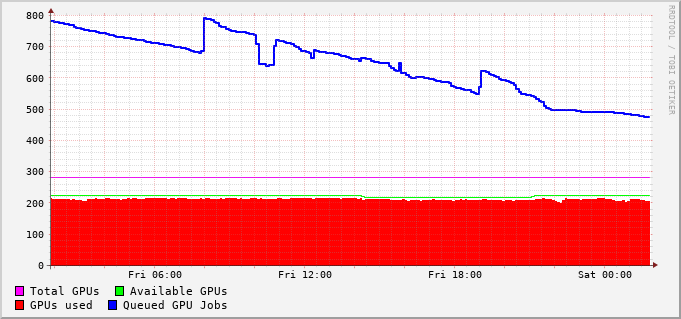 800
700
600
500
400
300
200
100
0
Fri 06:00 Fri 12:00 Fri 18:00 Sat 00:00
Total GPUs Available GPUs
GPUs used Queued GPU Jobs
RRDTOOL / TOBI OETIKER